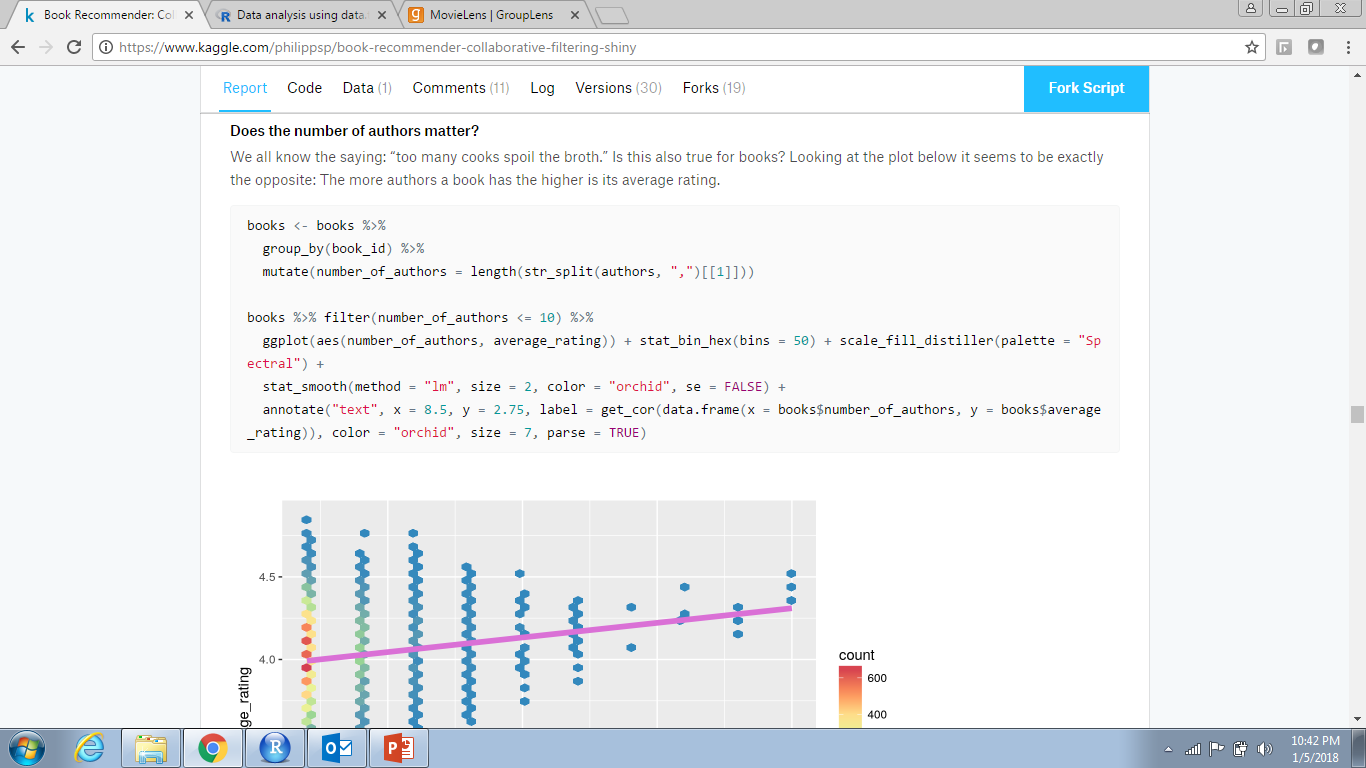 Book Recommender: Co
Data analysis using data.
MovieLens | GroupLens
https://www.kaggle.com/philippsp/book-recommender-collaborative-filtering-shiny
Report Code Data (1) Comments (11) Log Versions (30) Forks (19) Fork Script
Does the number of authors matter?
We all know the saying: “too many cooks spoil the broth.” Is this also true for books? Looking at the plot below it seems to be exactly
the opposite: The more authors a book has the higher is its average rating.
books <- books %>%
group_by(book_id) %>%
mutate(number_of_authors = length(str_split(authors, ",")[[1]]))
books %>% filter(number_of_authors <= 10) %>%
ggplot(aes(number_of_authors, average_rating)) + stat_bin_hex(bins = 50) + scale_fill_distiller(palette = "Sp
ectral") +
stat_smooth(method = "lm", size = 2, color = "orchid", se = FALSE) +
annotate("text", x = 8.5, y = 2.75, label = get_cor(data.frame(x = books$number_of_authors, y = books$average
_rating)), color = "orchid", size = 7, parse = TRUE)
4.5
4.0
ge_rating
count
600
400
10:42 PM
1/5/2018